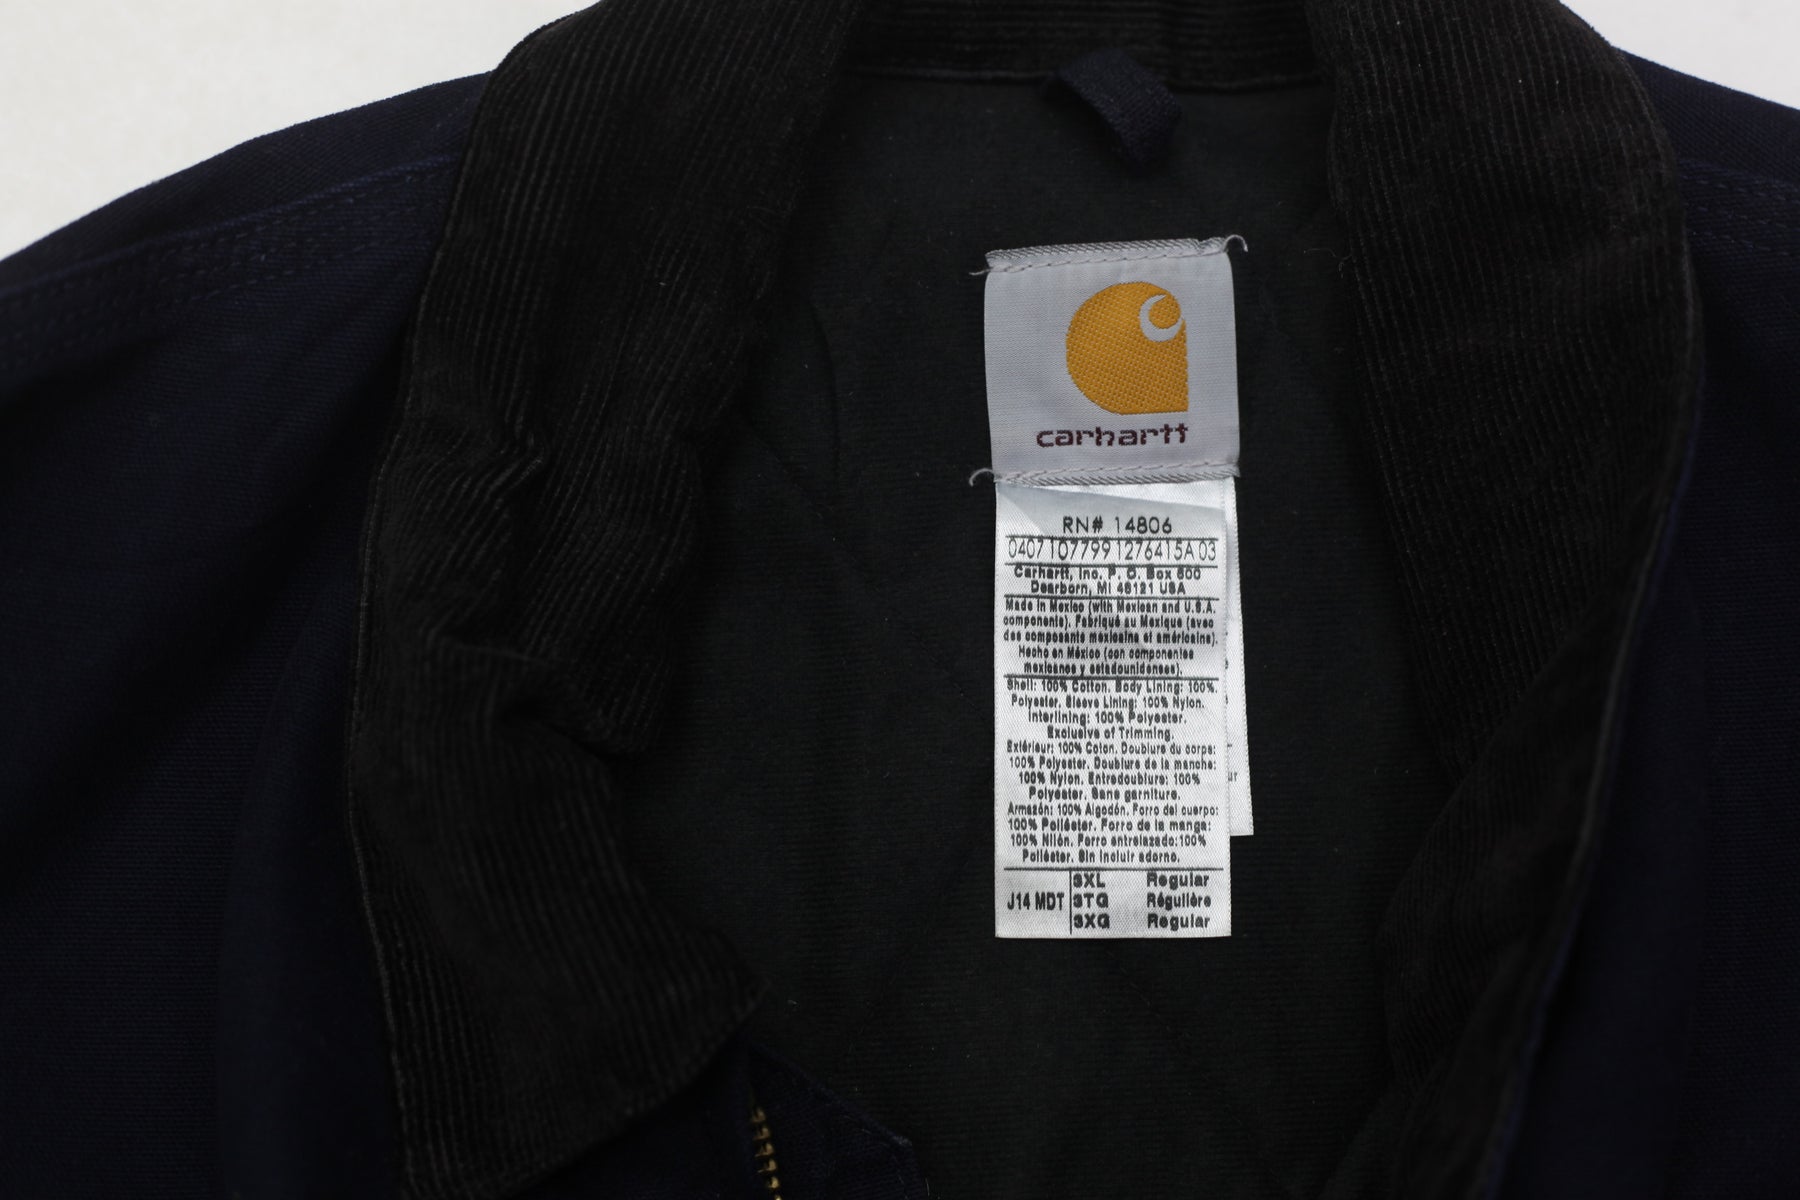 carhartt
RN# 14806
0407 107799 1276415A 03
Carhartt, Inc. P. O. Box 600
Dearborn, MI 48121 USA
Made in Mexico (with Mexican and U.S.A.
components). Fabriqué au Mexique (avec
des composants mexicains et américains).
Hecho en México (con componentes
mexicanos y estadounidenses).
Shell: 100% Cotton. Body Lining: 100%
Polyester. Sleeve Lining: 100% Nylon.
Interlining: 100% Polyester.
Exclusive of Trimming.
Extérieur: 100% Coton. Doublure du corps:
100% Polyester. Doublure de la manche:
100% Nylon. Entredoublure: 100%
Polyester. Sans garniture.
Armazón: 100% Algodón. Forro del cuerpo:
100% Poliéster. Forro de la manga:
100% Nilón. Forro entrelazado: 100%
Poliéster. Sin incluir adorno.
J14 MDT
3XL Regular
3TG Régulière
3XG Regular